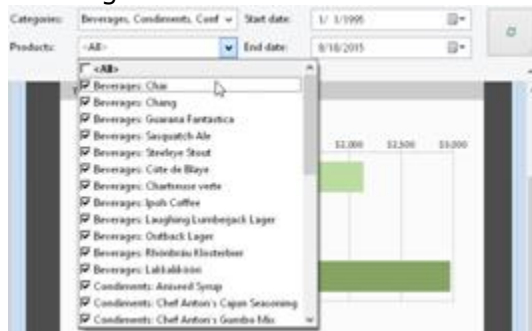 Categories: Beverages, Condiments, Conf Start date: 1/ 1/1995
Products: <All> End date: 8/18/2015
<All>
Beverages: Chai
Beverages: Chang
Beverages: Guarana Fantastica
Beverages: Sasquatch Ale
Beverages: Steeleye Stout
Beverages: Cote de Blaye
Beverages: Chartreuse verte
Beverages: Ipoh Coffee
Beverages: Laughing Lumberjack Lager
Beverages: Outback Lager
Beverages: Rhönbräu Klosterbier
Beverages: Lakkalikööri
Condiments: Aniseed Syrup
Condiments: Chef Anton's Cajun Seasoning
Condiments: Chef Anton's Gumbo Mix
$2,000 $2,500 $3,000